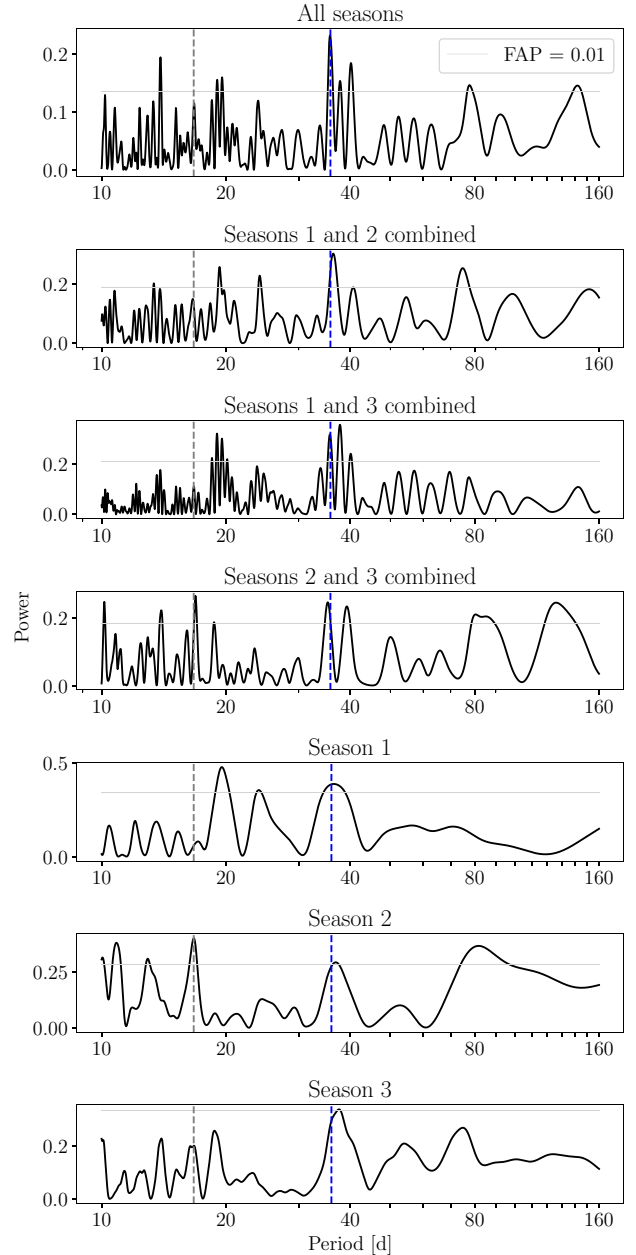 All seasons
FAP = 0.01
0.2
0.1
0.0
10 20 40 80 160
Seasons 1 and 2 combined
0.2
0.0
10 20 40 80 160
Seasons 1 and 3 combined
0.2
0.0
10 20 40 80 160
Seasons 2 and 3 combined
Power
0.2
0.0
10 20 40 80 160
Season 1
0.5
0.0
10 20 40 80 160
Season 2
0.25
0.00
10 20 40 80 160
Season 3
0.2
0.0
10 20 40 80 160
Period [d]